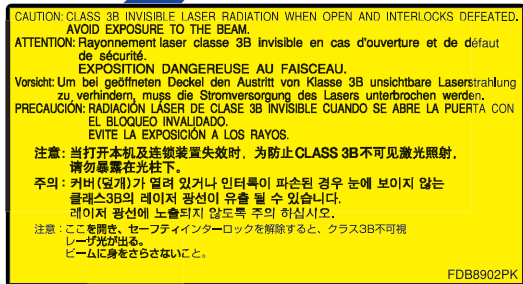 CAUTION: CLASS 3B INVISIBLE LASER RADIATION WHEN OPEN AND INTERLOCKS DEFEATED.
AVOID EXPOSURE TO THE BEAM.
ATTENTION: Rayonnement laser classe 3B invisible en cas d'ouverture et de défaut
de sécurité.
EXPOSITION DANGEREUSE AU FAISCEAU.
Vorsicht: Um bei geöffneten Deckel den Austritt von Klasse 3B unsichtbare Laserstrahlung
zu verhindern, muss die Stromversorgung des Lasers unterbrochen werden.
PRECAUCIÓN: RADIACIÓN LÁSER DE CLASE 3B INVISIBLE CUANDO SE ABRE LA PUERTA CON
EL BLOQUEO INVALIDADO.
EVITE LA EXPOSICIÓN A LOS RAYOS.
注意: 当打开本机及连锁装置失效时，为防止CLASS 3B不可见激光照射，
请勿暴露在光柱下。
주의 : 커버(덮개)가 열려 있거나 인터록이 파손된 경우 눈에 보이지 않는
클래스3B의 레이저 광선이 유출 될 수 있습니다.
레이저 광선에 노출되지 않도록 주의 하십시오.
注意 : ここを開き、セーフティインターロックを解除すると、クラス3B不可視
レーザ光が出る。
ビームに身をさらさないこと。
FDB8902PK